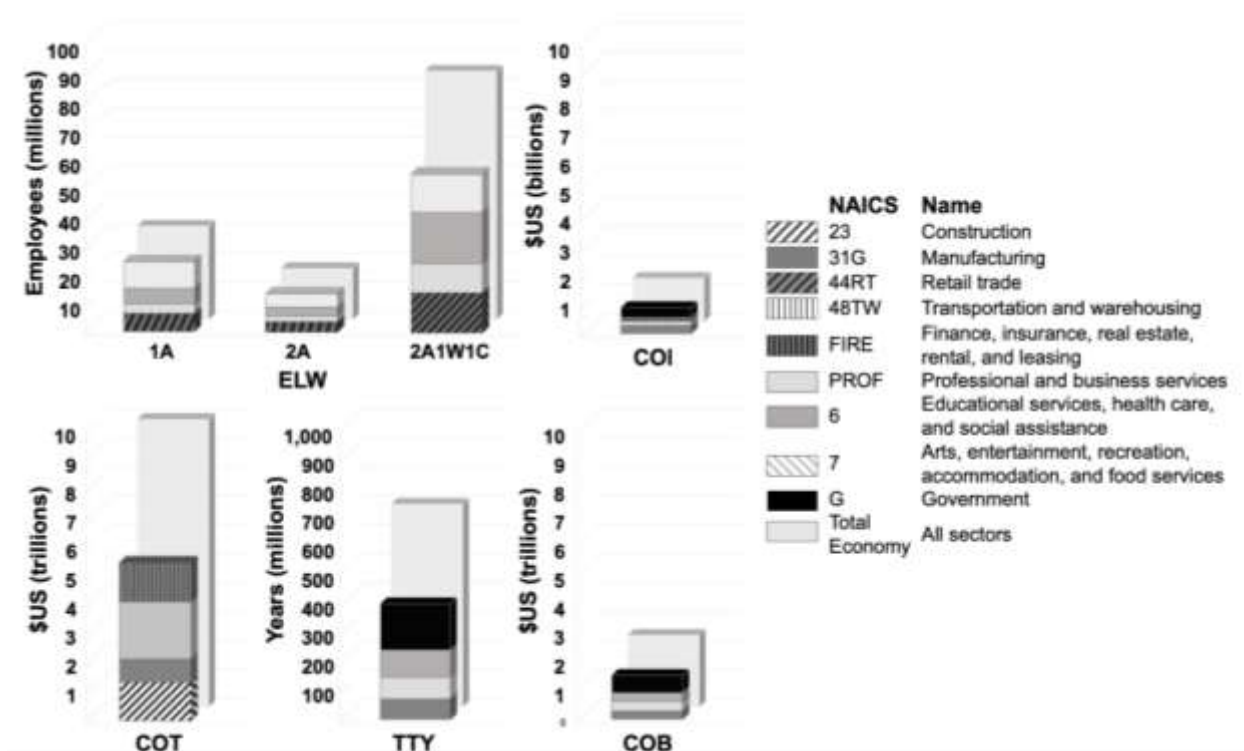 Employees (millions)
100
90
80
70
60
50
40
30
20
10
1A
2A
2A1W1C
ELW
$US (billions)
10
9
8
7
6
5
4
3
2
1
COI
$US (trillions)
10
9
8
7
6
5
4
3
2
1
COT
Years (millions)
1,000
900
800
700
600
500
400
300
200
100
TTY
$US (trillions)
10
9
8
7
6
5
4
3
2
1
COB
NAICS Name
23 Construction
31G Manufacturing
44RT Retail trade
48TW Transportation and warehousing
FIRE Finance, insurance, real estate,
rental, and leasing
PROF Professional and business services
6 Educational services, health care,
and social assistance
7 Arts, entertainment, recreation,
accommodation, and food services
G Government
Total
Economy All sectors